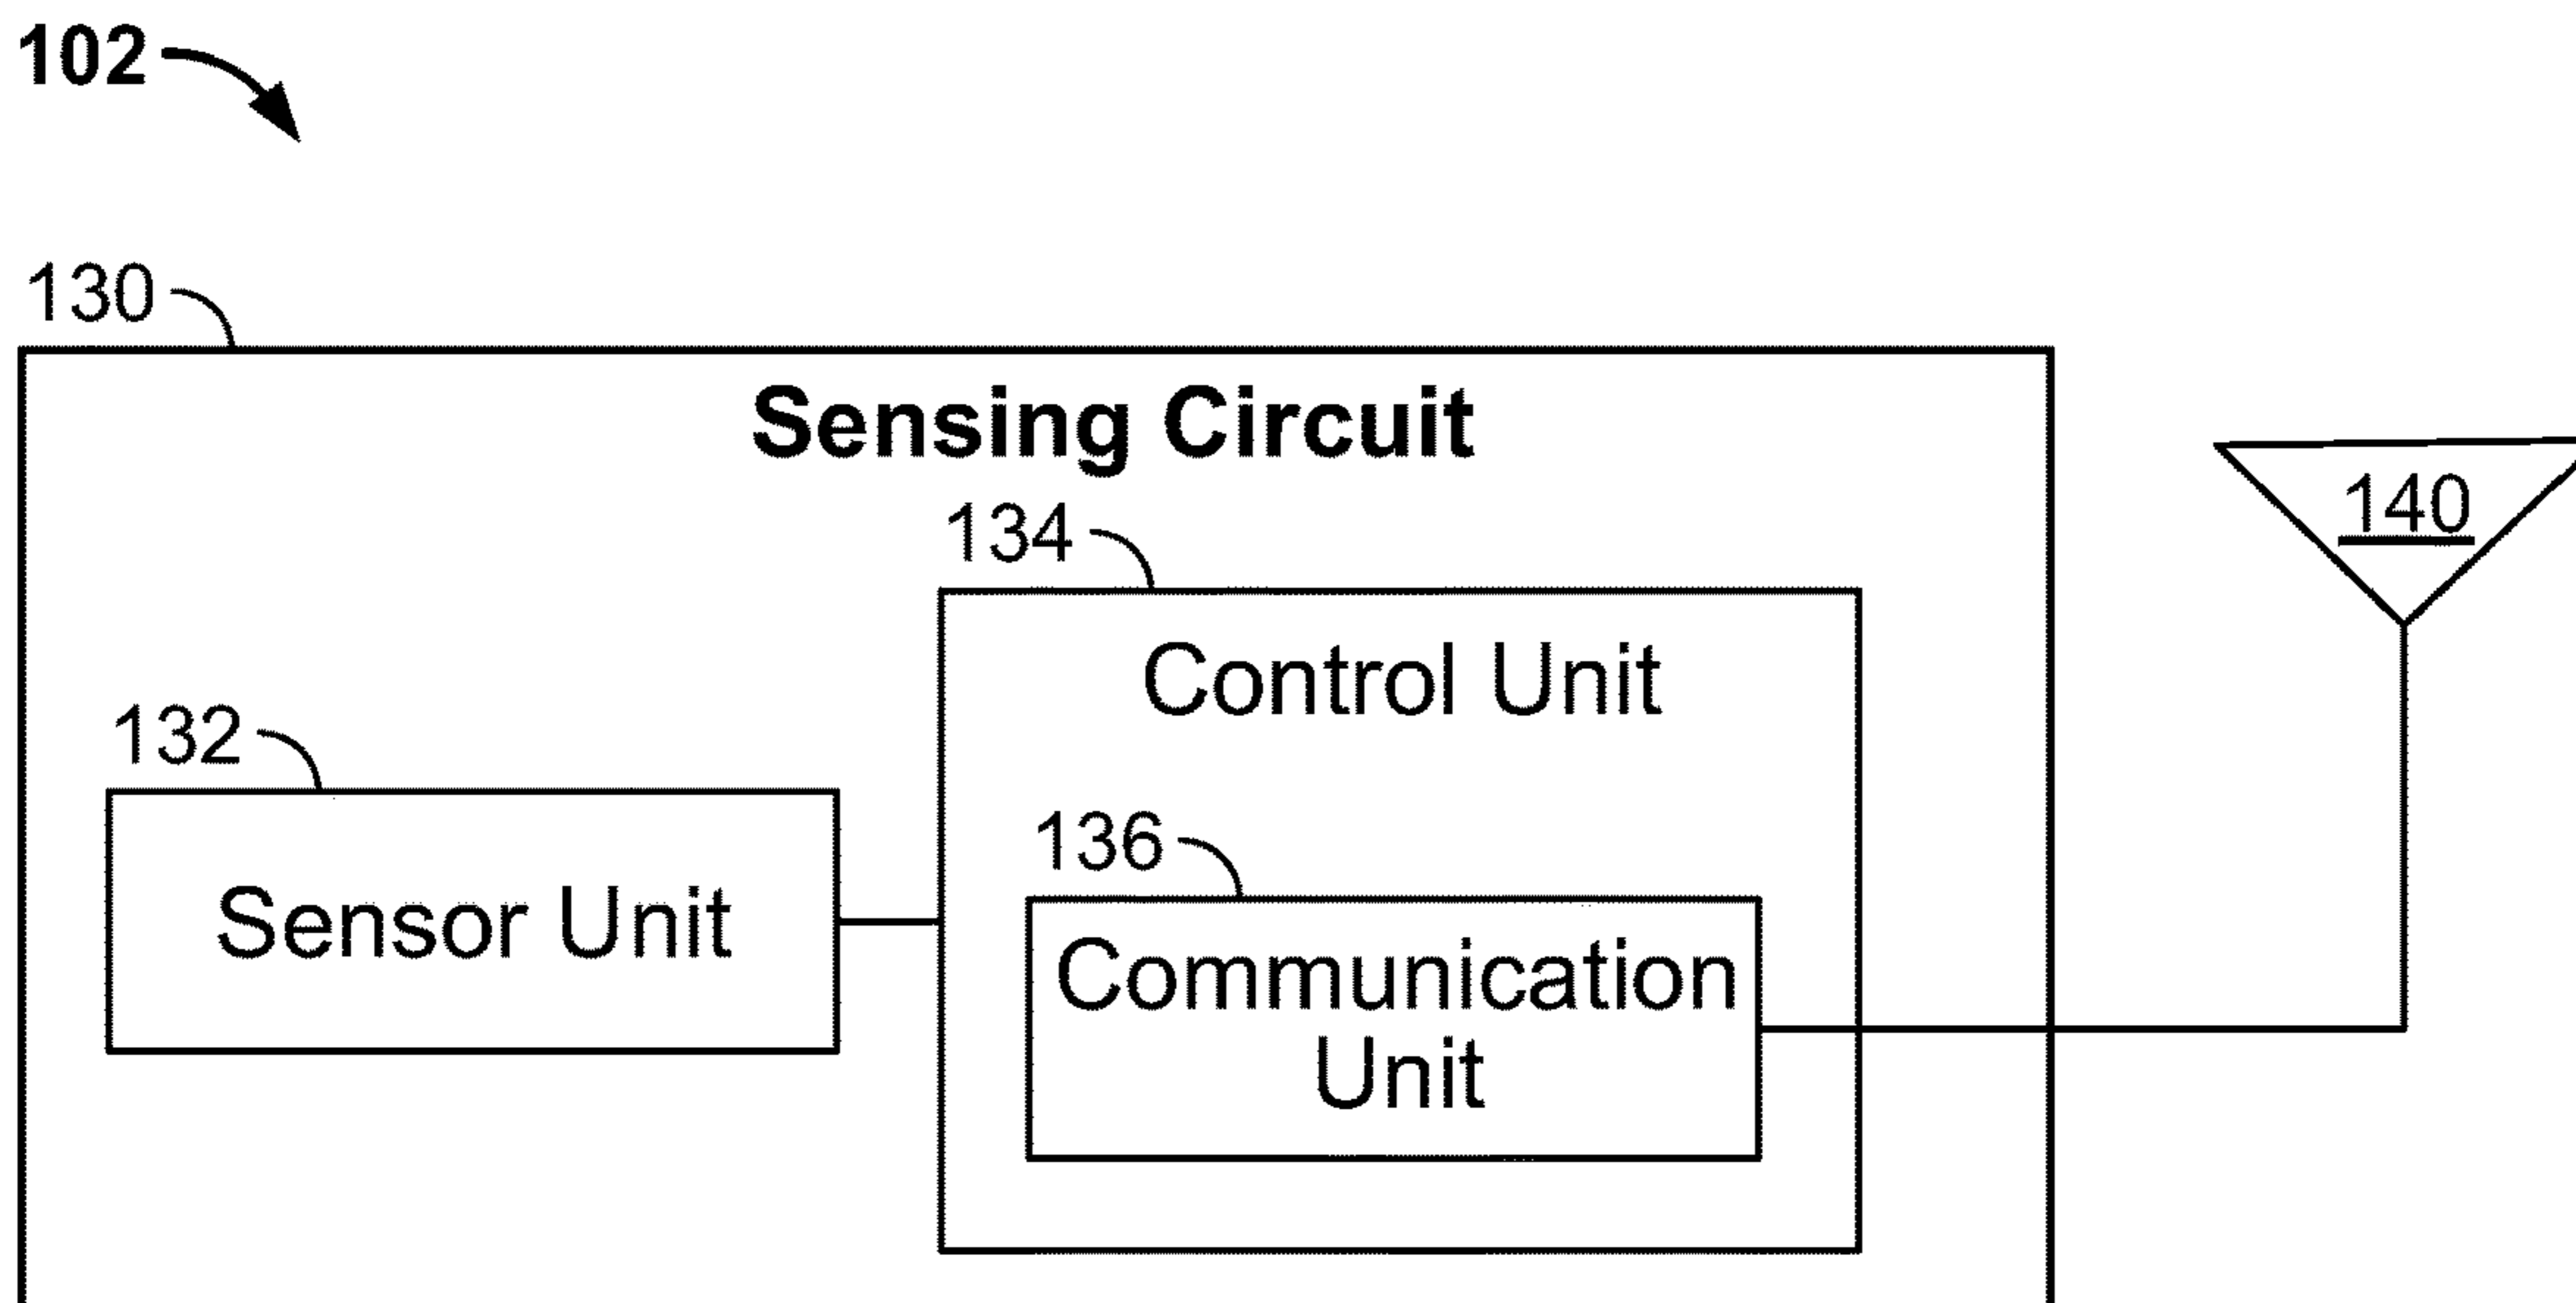 102
130
Sensing Circuit
140
134
Control Unit
132
136
Sensor Unit
Communication
Unit